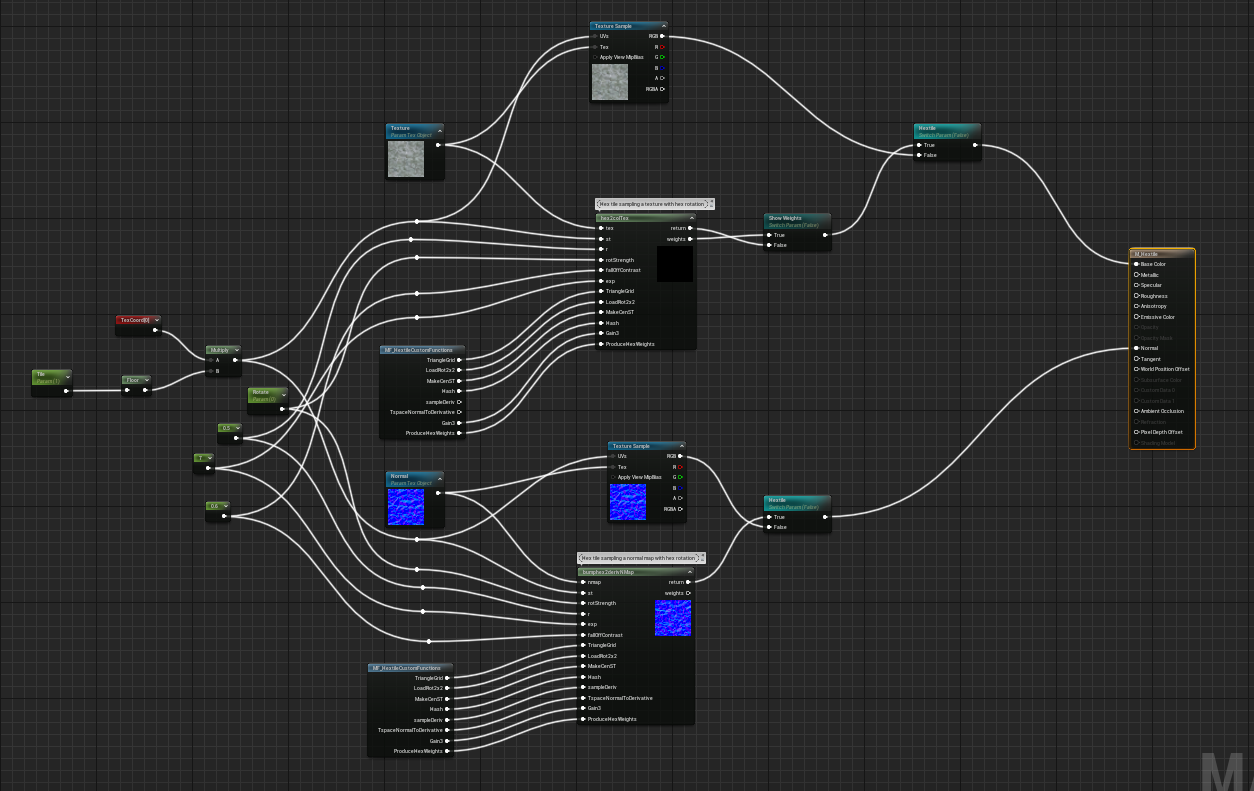 Texture Sample
UVs
RGB
Tex
R
Apply View MipBias
G
B
A
RGBA
Texture
Param Tex Object
Hextile
Switch Param (False)
True
False
Hex tile sampling a texture with hex rotation
hex2colTex
tex
return
st
weights
r
rotStrength
fallOffContrast
exp
TriangleGrid
LoadRot2x2
MakeCenST
Hash
Gain3
ProduceHexWeights
Show Weights
Switch Param (False)
True
False
M_Hextile
Base Color
Metallic
Specular
Roughness
Anisotropy
Emissive Color
Opacity
Opacity Mask
Normal
Tangent
World Position Offset
Subsurface Color
Custom Data 0
Custom Data 1
Ambient Occlusion
Refraction
Pixel Depth Offset
Shading Model
TexCoord[0]
Multiply
A
B
Tile
Param (1)
Floor
Rotate
Param (0)
0.5
7
0.6
MF_HextileCustomFunctions
TriangleGrid
LoadRot2x2
MakeCenST
Hash
sampleDeriv
TspaceNormalToDerivative
Gain3
ProduceHexWeights
Normal
Param Tex Object
Texture Sample
UVs
RGB
Tex
R
Apply View MipBias
G
B
A
RGBA
Hextile
Switch Param (False)
True
False
Hex tile sampling a normal map with hex rotation
bumphex2derivNMap
nmap
return
st
weights
rotStrength
r
exp
fallOffContrast
TriangleGrid
LoadRot2x2
MakeCenST
Hash
sampleDeriv
TspaceNormalToDerivative
Gain3
ProduceHexWeights
MF_HextileCustomFunctions
TriangleGrid
LoadRot2x2
MakeCenST
Hash
sampleDeriv
TspaceNormalToDerivative
Gain3
ProduceHexWeights